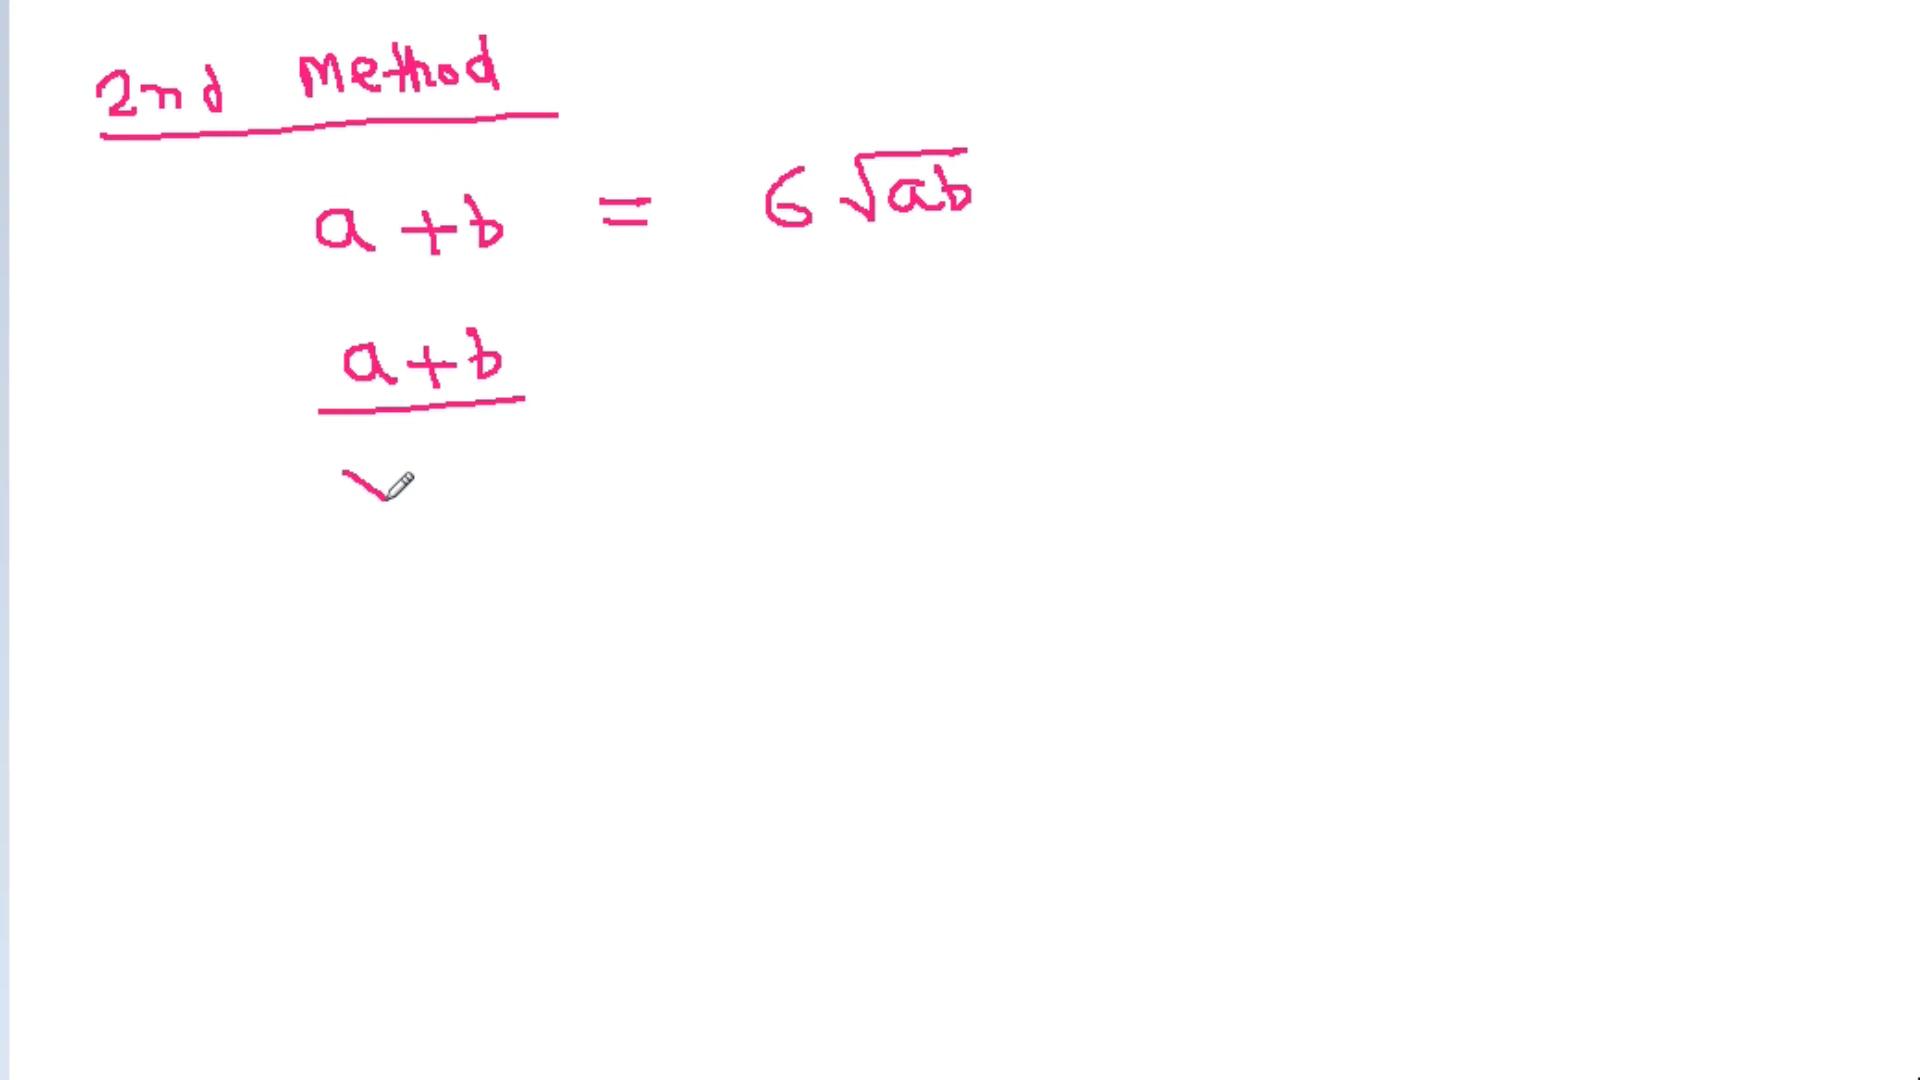 2nd Method
a+b = 6√ab
a+b